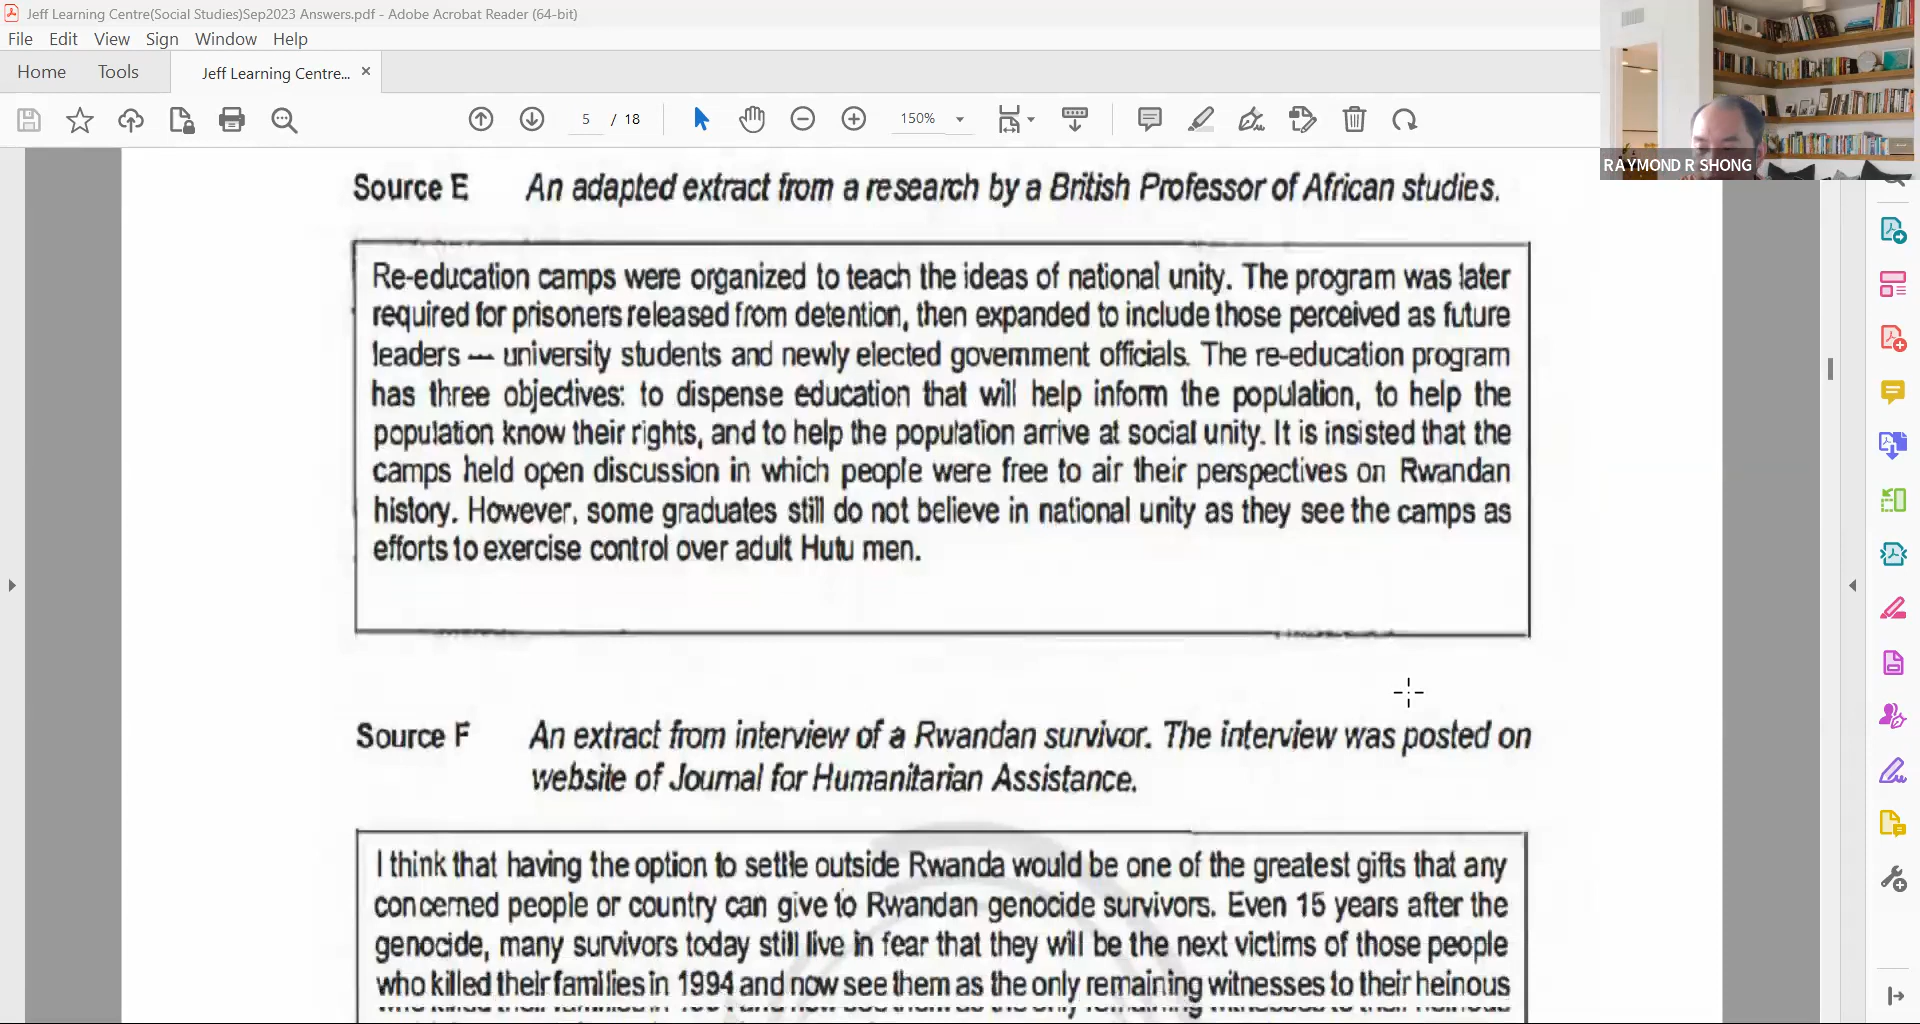 Jeff Learning Centre(Social Studies)Sep2023 Answers.pdf - Adobe Acrobat Reader (64-bit)
File Edit View Sign Window Help
Home Tools Jeff Learning Centre... ×
5 / 18 150%
RAYMOND R SHONG
Source E An adapted extract from a research by a British Professor of African studies.
Re-education camps were organized to teach the ideas of national unity. The program was later
required for prisoners released from detention, then expanded to include those perceived as future
leaders — university students and newly elected government officials. The re-education program
has three objectives: to dispense education that will help inform the population, to help the
population know their rights, and to help the population arrive at social unity. It is insisted that the
camps held open discussion in which people were free to air their perspectives on Rwandan
history. However, some graduates still do not believe in national unity as they see the camps as
efforts to exercise control over adult Hutu men.
Source F An extract from interview of a Rwandan survivor. The interview was posted on
website of Journal for Humanitarian Assistance.
I think that having the option to settle outside Rwanda would be one of the greatest gifts that any
concerned people or country can give to Rwandan genocide survivors. Even 15 years after the
genocide, many survivors today still live in fear that they will be the next victims of those people
who killed their families in 1994 and now see them as the only remaining witnesses to their heinous